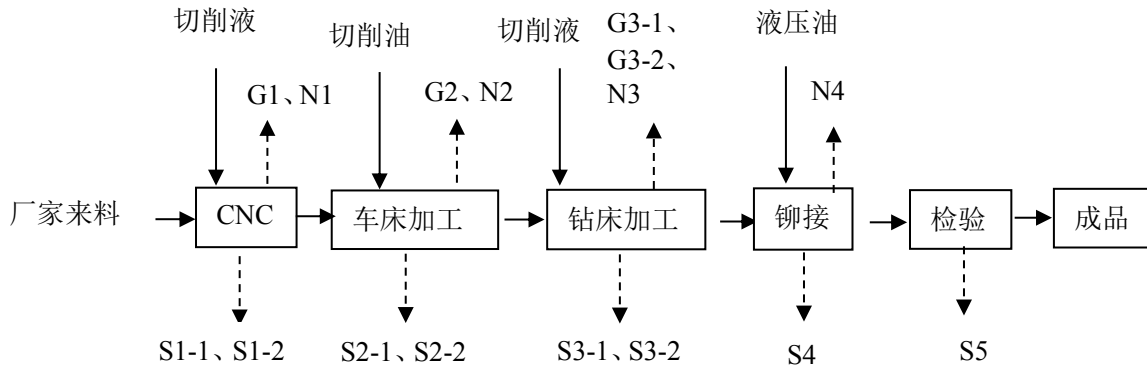 切削液
切削油
切削液
G3-1、
G3-2、
N3
液压油
G1、N1
G2、N2
N4
厂家来料
CNC
车床加工
钻床加工
铆接
检验
成品
S1-1、S1-2
S2-1、S2-2
S3-1、S3-2
S4
S5